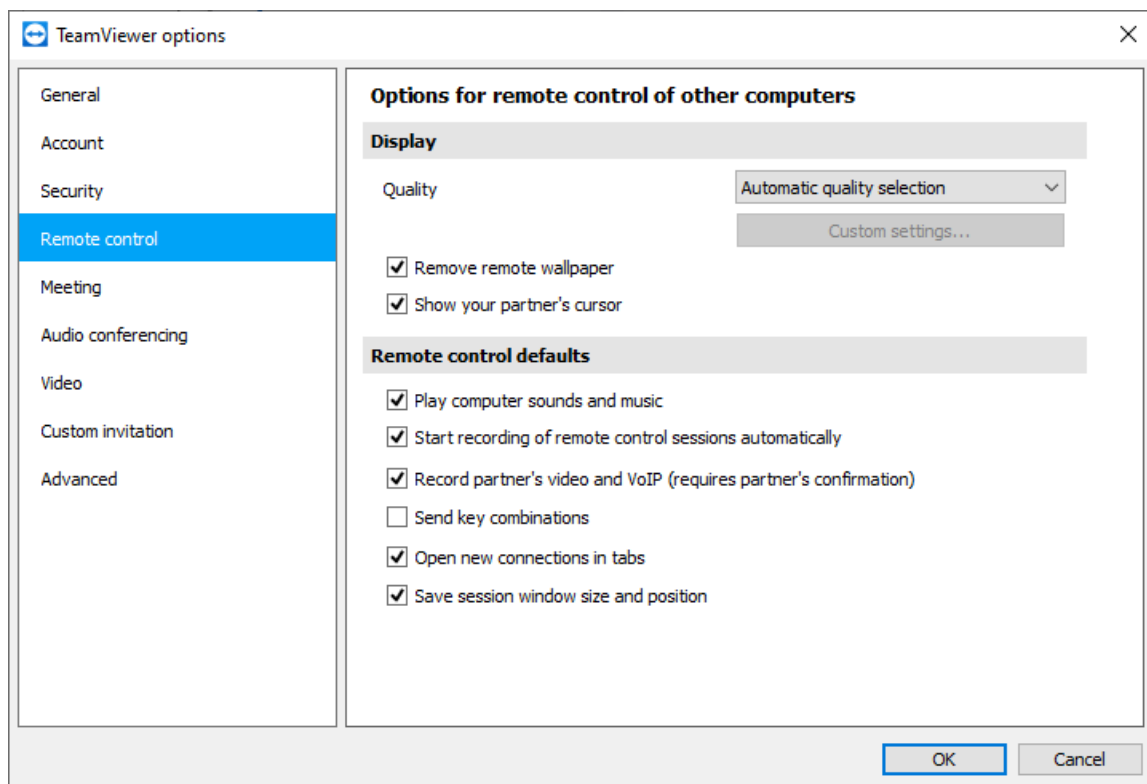 TeamViewer options
General
Account
Security
Remote control
Meeting
Audio conferencing
Video
Custom invitation
Advanced
Options for remote control of other computers
Display
Quality
Automatic quality selection
Custom settings...
Remove remote wallpaper
Show your partner's cursor
Remote control defaults
Play computer sounds and music
Start recording of remote control sessions automatically
Record partner's video and VoIP (requires partner's confirmation)
Send key combinations
Open new connections in tabs
Save session window size and position
OK
Cancel